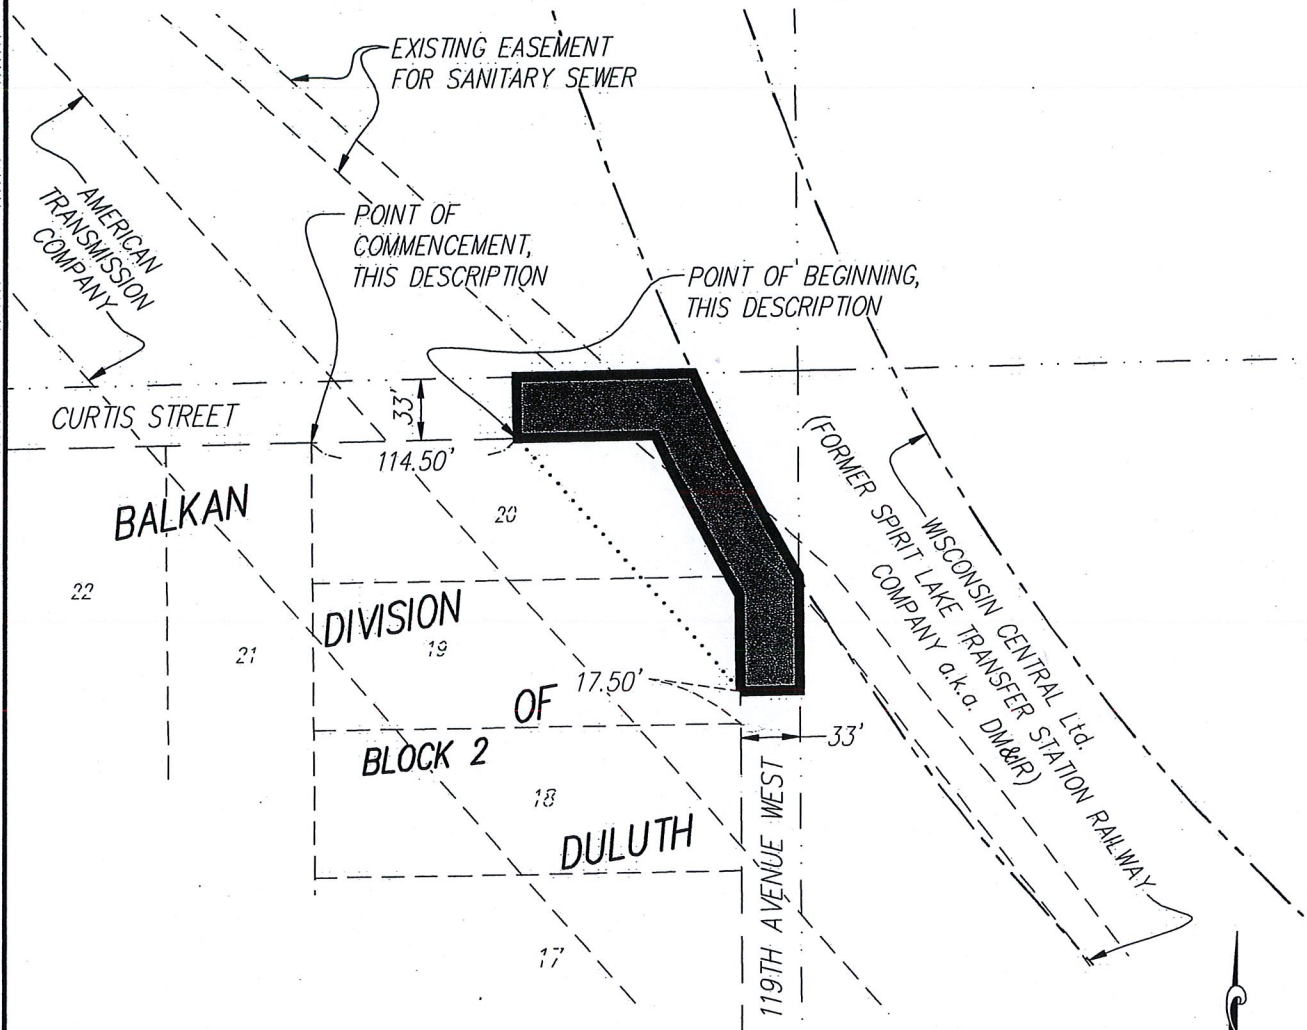 EXISTING EASEMENT
FOR SANITARY SEWER
AMERICAN
TRANSMISSION
COMPANY
POINT OF
COMMENCEMENT,
THIS DESCRIPTION
POINT OF BEGINNING,
THIS DESCRIPTION
CURTIS STREET
33'
114.50'
BALKAN
20
22
DIVISION
19
21
17.50'
OF
33'
BLOCK 2
18
DULUTH
17
119TH AVENUE WEST
WISCONSIN CENTRAL Ltd.
(FORMER SPIRIT LAKE TRANSFER STATION RAILWAY
COMPANY a.k.a. DM&IR)